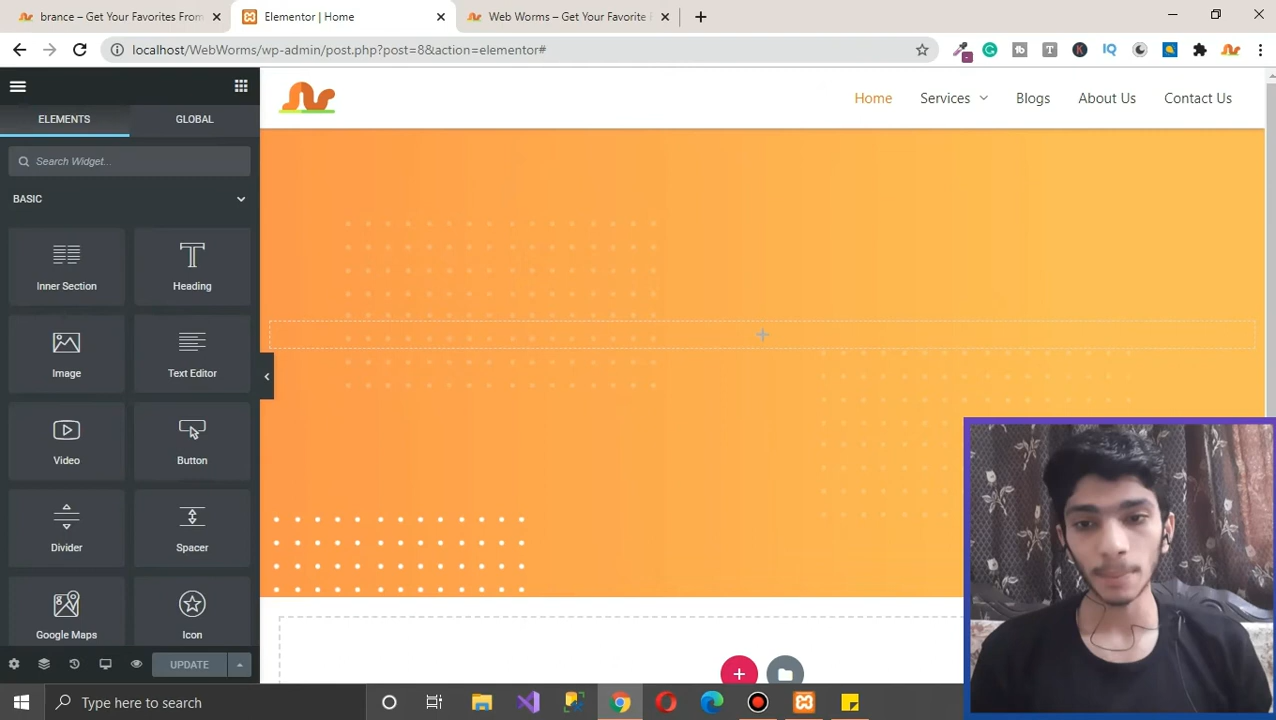 brance – Get Your Favorites From
Elementor | Home
Web Worms – Get Your Favorite
localhost/WebWorms/wp-admin/post.php?post=8&action=elementor#
ELEMENTS
GLOBAL
Search Widget...
BASIC
Inner Section
Heading
Image
Text Editor
Video
Button
Divider
Spacer
Google Maps
Icon
UPDATE
Home
Services
Blogs
About Us
Contact Us
Type here to search